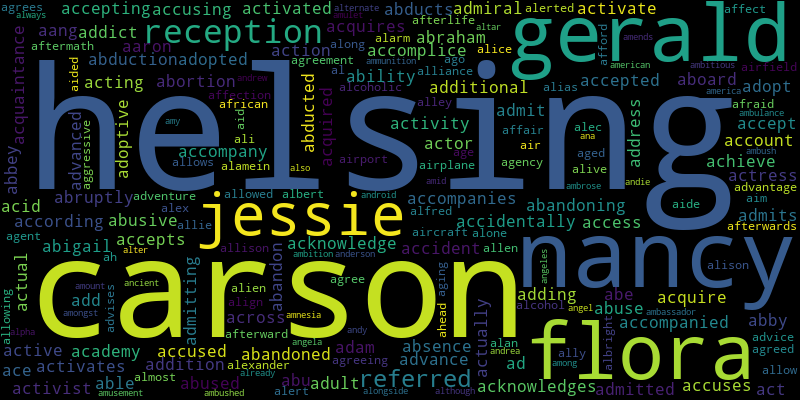 agrees accepting accusing activated admiral alerted activate alternate
always aang addict reception acquires abducts afterlife amulet altar gerald affect
aftermath aaron action along alarm abraham alice afford amends
abductionadopted agreement al accomplice ago alliance american ambitious airfield
helsing
acquaintance acting abortion andrew aided ammunition ability alias accepted aboard adopt
advanced adoptive affection abducted alcoholic additional america
aggressive african aid acquired alley admit afraid ambulance
amy ali activity affair alec address accept
abbey accompany actor air ana account
allows alamein age agency aged ambush achieve
airport airplane alive actress
also amid ambrose andie advantage
acid abruptly adventure allowed albert android accompanies abandoning aide aim
according abusive alex jessie alfred accidentally access admits
agent accepts allie aircraft alone nancy afterwards
abigail alter allison acknowledge accident allen
actual ah ambition anderson angeles alison
add ancient admitting alien abandon agree ahead aging
carson
allowing amount advises align amnesia alcohol adding angel abe acquire
amongst across actually abuse ambassador
alpha afterward andy accompanied abby
active academy accused angela adam absence alan flora albright advice
activates addition abandoned agreeing advance andrea ally agreed
ace almost alexander already referred ad among allow
activist able abused abu adult acknowledges admitted accuses act
amusement ambushed alert alongside although